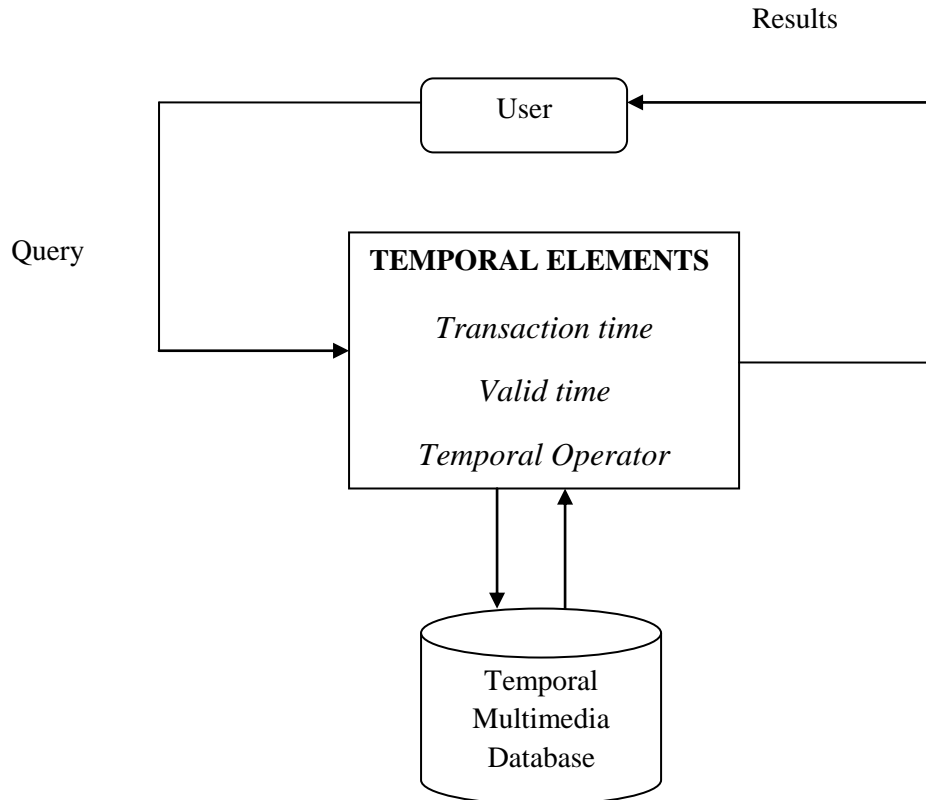 Results
User
Query
TEMPORAL ELEMENTS
Transaction time
Valid time
Temporal Operator
Temporal
Multimedia
Database